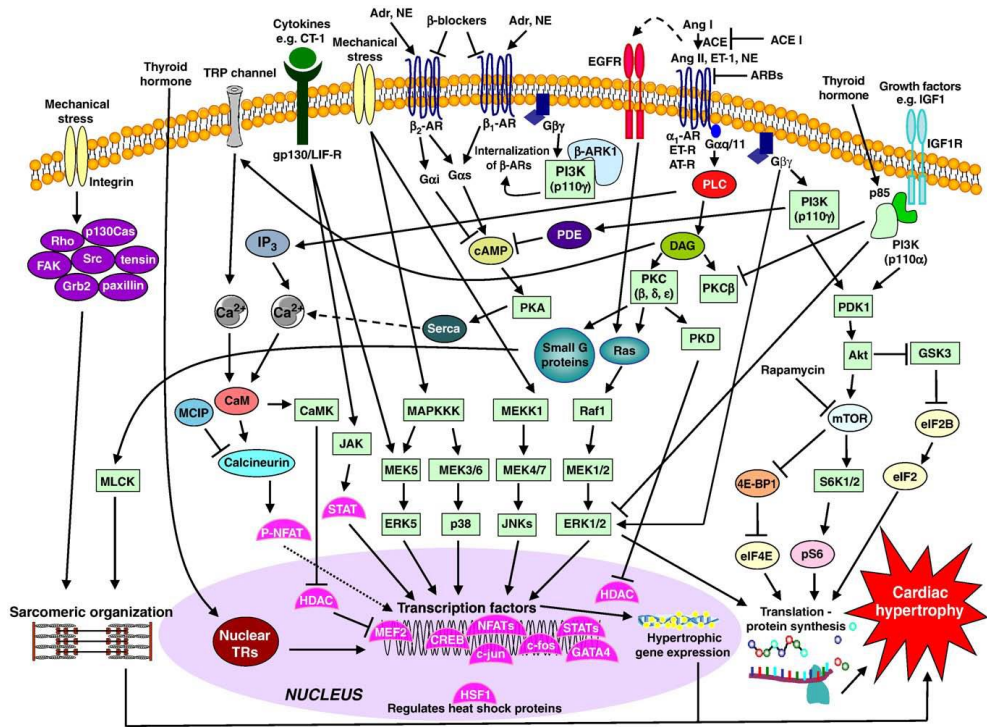 Cytokines
e.g. CT-1
Adr, NE
β-blockers
Adr, NE
Ang I
ACE
ACE I
Ang II, ET-1, NE
ARBs
Thyroid
hormone
TRP channel
Mechanical
stress
EGFR
Thyroid
hormone
Growth factors
e.g. IGF1
Mechanical
stress
Integrin
gp130/LIF-R
β2-AR
β1-AR
Gβγ
α1-AR
ET-R
AT-R
Gαq/11
Gβγ
IGF1R
Internalization
of β-ARs
β-ARK1
PI3K
(p110γ)
Gαi
Gαs
PLC
PI3K
(p110γ)
p85
PI3K
(p110α)
Rho
p130Cas
FAK
Src
tensin
Grb2
paxillin
IP3
cAMP
PDE
DAG
PKC
(β, δ, ε)
PKCβ
PDK1
Ca2+
Ca2+
Serca
PKA
Small G
proteins
Ras
PKD
Akt
GSK3
Rapamycin
MCIP
CaM
CaMK
MAPKKK
MEKK1
Raf1
mTOR
eIF2B
Calcineurin
JAK
MLCK
MEK5
MEK3/6
MEK4/7
MEK1/2
4E-BP1
S6K1/2
eIF2
P-NFAT
STAT
ERK5
p38
JNKs
ERK1/2
eIF4E
pS6
Sarcomeric organization
HDAC
Transcription factors
HDAC
Translation -
protein synthesis
Cardiac
hypertrophy
Nuclear
TRs
MEF2
CREB
NFATs
c-jun
c-fos
STATs
GATA4
Hypertrophic
gene expression
NUCLEUS
HSF1
Regulates heat shock proteins